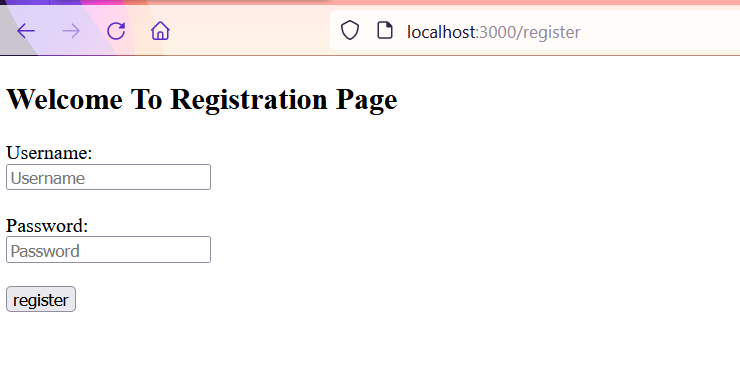 localhost:3000/register
Welcome To Registration Page
Username:
Username
Password:
Password
register